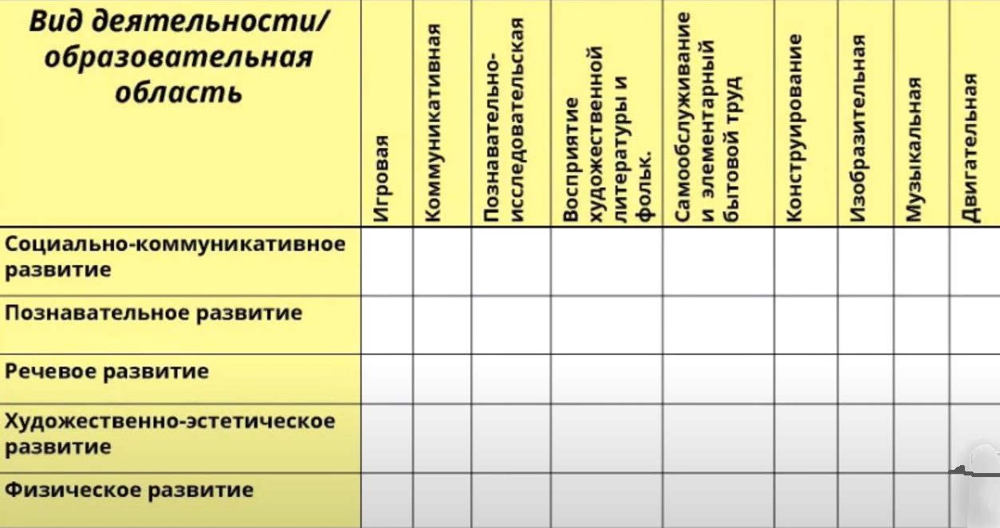 Вид деятельности/
образовательная
область
Игровая
Коммуникативная
Познавательно-
исследовательская
Восприятие
художественной
литературы и
фольк.
Самообслуживание
и элементарный
бытовой труд
Конструирование
Изобразительная
Музыкальная
Двигательная
Социально-коммуникативное
развитие
Познавательное развитие
Речевое развитие
Художественно-эстетическое
развитие
Физическое развитие